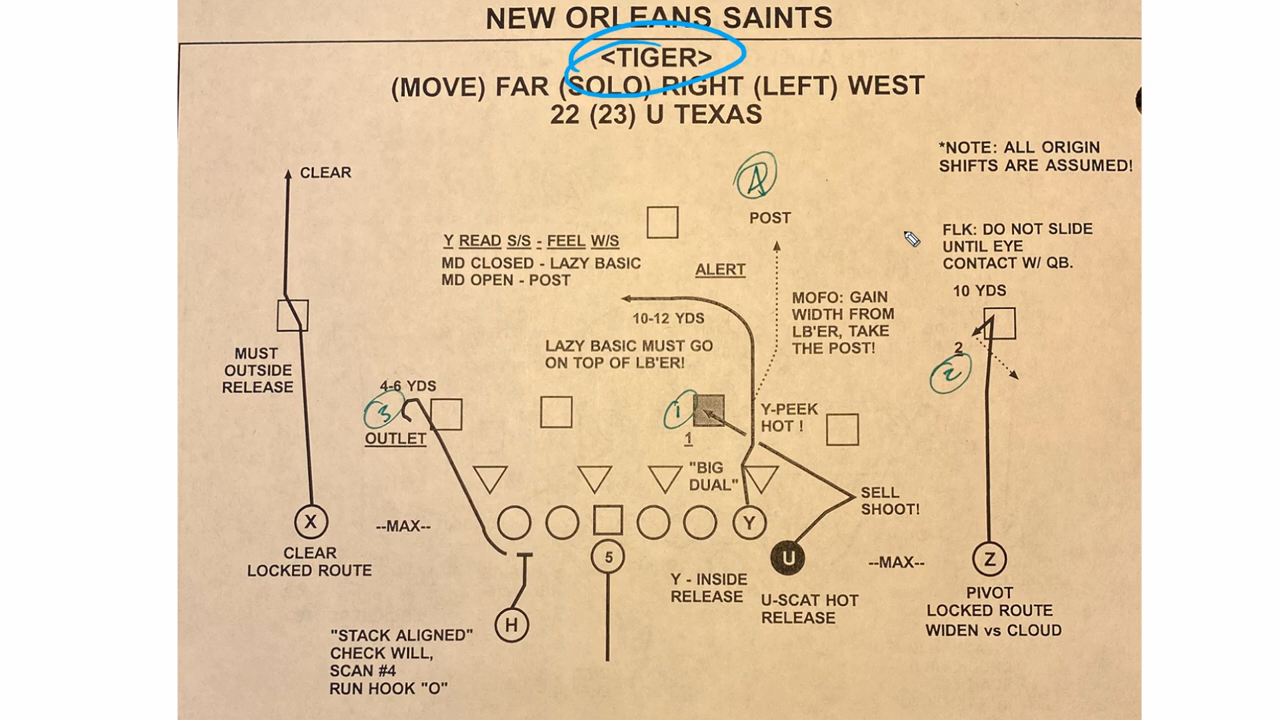 NEW ORLEANS SAINTS
<TIGER>
(MOVE) FAR (SOLO) RIGHT (LEFT) WEST
22 (23) U TEXAS
*NOTE: ALL ORIGIN
SHIFTS ARE ASSUMED!
CLEAR
A
POST
Y READ S/S - FEEL W/S
MD CLOSED - LAZY BASIC
MD OPEN - POST
ALERT
FLK: DO NOT SLIDE
UNTIL EYE
CONTACT W/ QB.
10 YDS
MOFO: GAIN
WIDTH FROM
LB'ER, TAKE
THE POST!
10-12 YDS
LAZY BASIC MUST GO
ON TOP OF LB'ER!
MUST
OUTSIDE
RELEASE
2
2
4-6 YDS
3
OUTLET
1
1
Y-PEEK
HOT !
"BIG
DUAL"
SELL
SHOOT!
X
--MAX--
Y
CLEAR
LOCKED ROUTE
5
U
--MAX--
Z
Y - INSIDE
RELEASE
U-SCAT HOT
RELEASE
PIVOT
LOCKED ROUTE
WIDEN vs CLOUD
H
"STACK ALIGNED"
CHECK WILL,
SCAN #4
RUN HOOK "O"